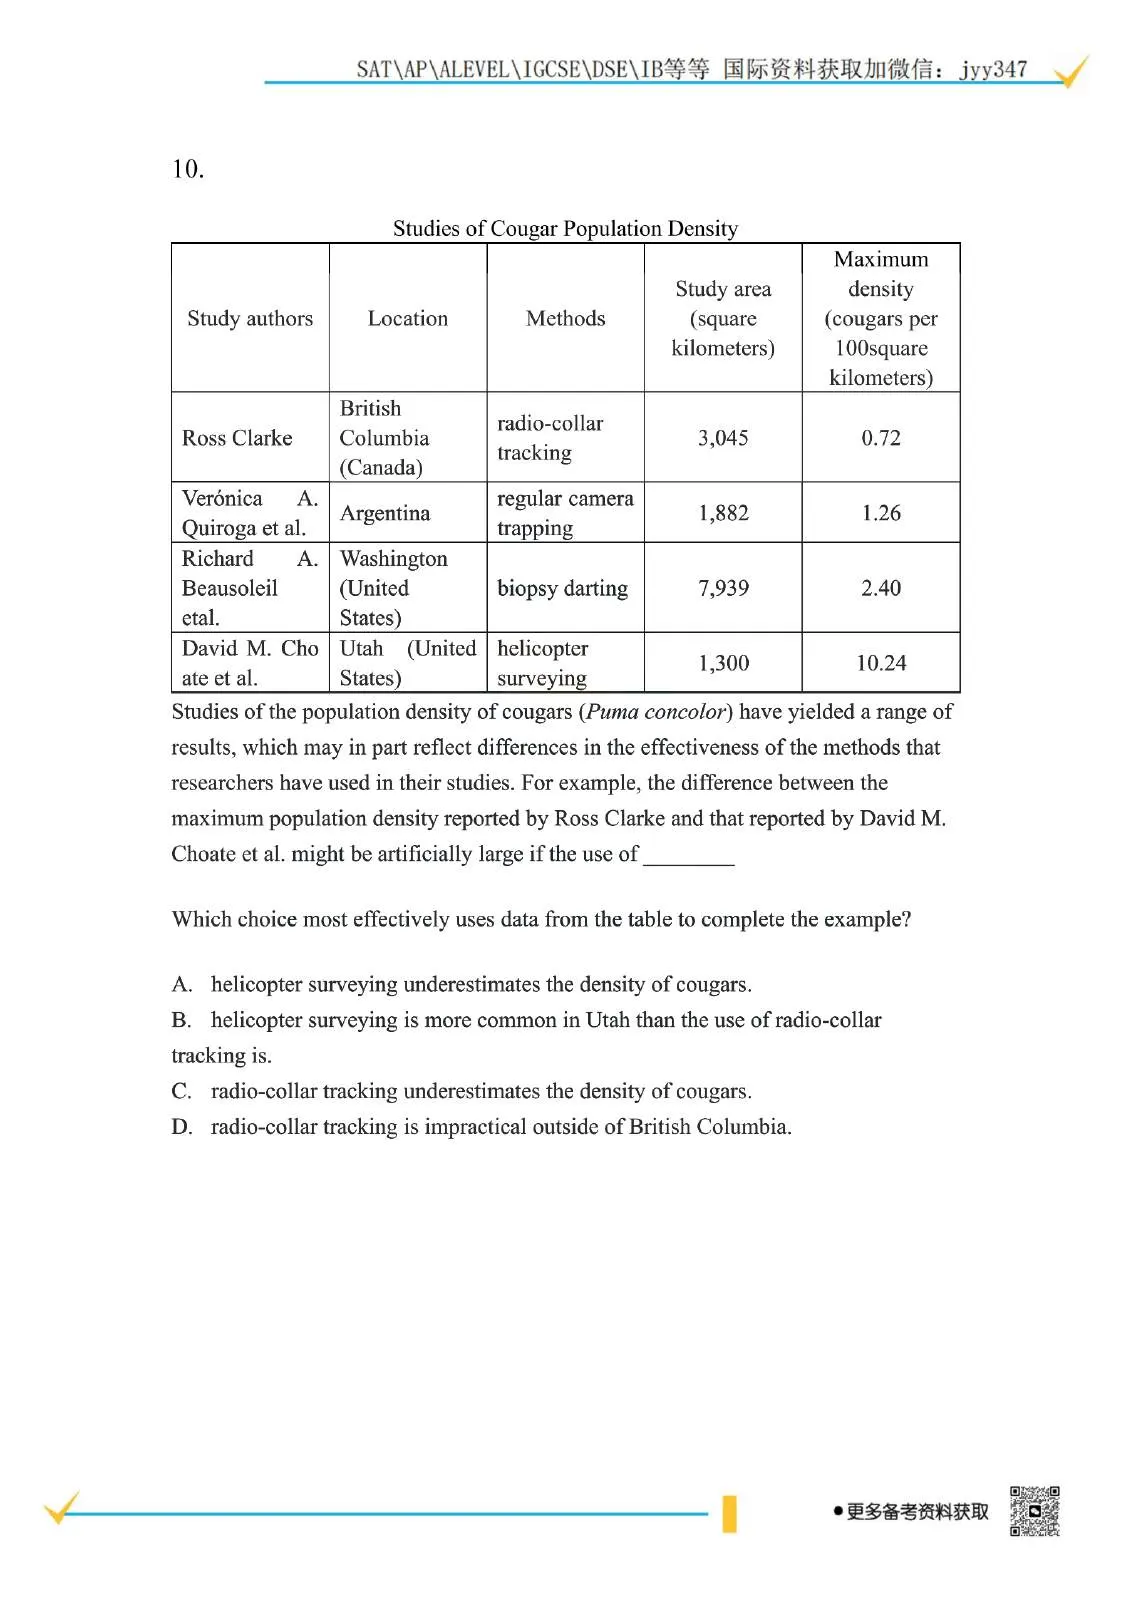 SAT\AP\ALEVEL\IGCSE\DSE\IB等等 国际资料获取加微信：jyy347
10.
Studies of Cougar Population Density
Study authors
Location
Methods
Study area
(square
kilometers)
Maximum
density
(cougars per
100square
kilometers)
Ross Clarke
British
Columbia
(Canada)
radio-collar
tracking
3,045
0.72
Verónica A.
Quiroga et al.
Argentina
regular camera
trapping
1,882
1.26
Richard A.
Beausoleil
etal.
Washington
(United
States)
biopsy darting
7,939
2.40
David M. Cho
ate et al.
Utah (United
States)
helicopter
surveying
1,300
10.24
Studies of the population density of cougars (Puma concolor) have yielded a range of
results, which may in part reflect differences in the effectiveness of the methods that
researchers have used in their studies. For example, the difference between the
maximum population density reported by Ross Clarke and that reported by David M.
Choate et al. might be artificially large if the use of ________
Which choice most effectively uses data from the table to complete the example?
A. helicopter surveying underestimates the density of cougars.
B. helicopter surveying is more common in Utah than the use of radio-collar
tracking is.
C. radio-collar tracking underestimates the density of cougars.
D. radio-collar tracking is impractical outside of British Columbia.
●更多备考资料获取